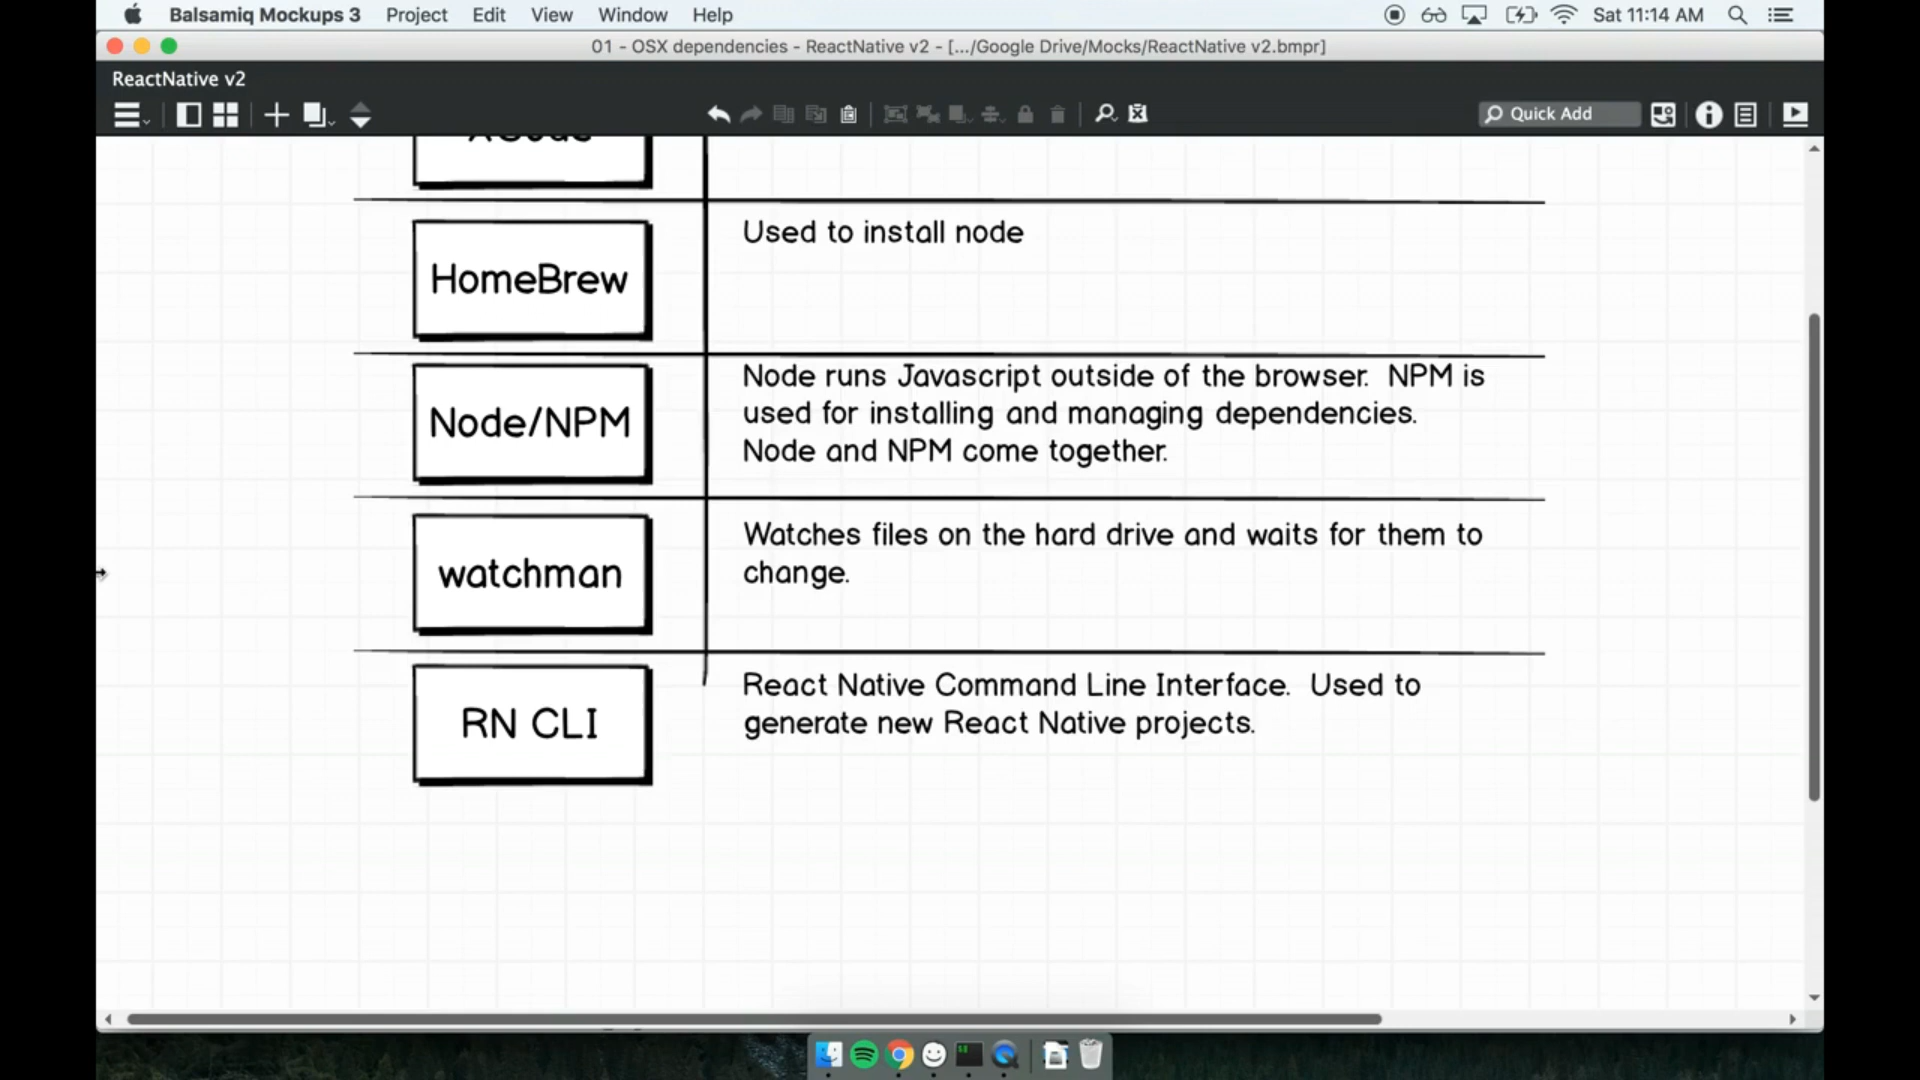 Balsamiq Mockups 3 Project Edit View Window Help Sat 11:14 AM
01 - OSX dependencies - ReactNative v2 - [.../Google Drive/Mocks/ReactNative v2.bmpr]
ReactNative v2
Quick Add
Used to install node
HomeBrew
Node runs Javascript outside of the browser. NPM is
used for installing and managing dependencies.
Node/NPM
Node and NPM come together.
Watches files on the hard drive and waits for them to
watchman
change.
React Native Command Line Interface. Used to
RN CLI
generate new React Native projects.